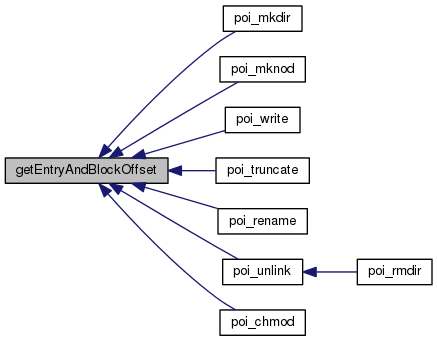 poi_mkdir
poi_mknod
poi_write
getEntryAndBlockOffset
poi_truncate
poi_rename
poi_unlink
poi_rmdir
poi_chmod